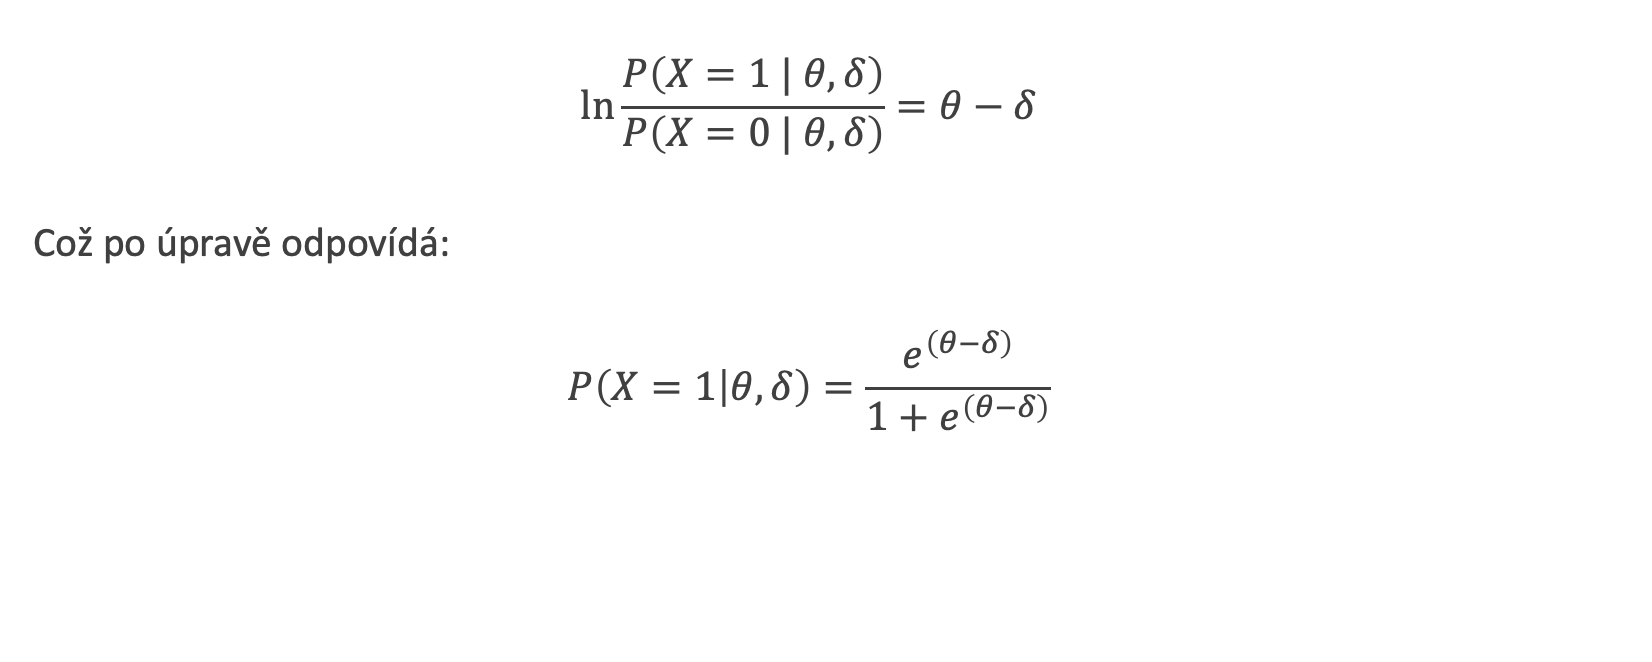 ln P(X = 1 | θ, δ) / P(X = 0 | θ, δ) = θ − δ
Což po úpravě odpovídá:
P(X = 1|θ, δ) = e^(θ−δ) / 1 + e^(θ−δ)